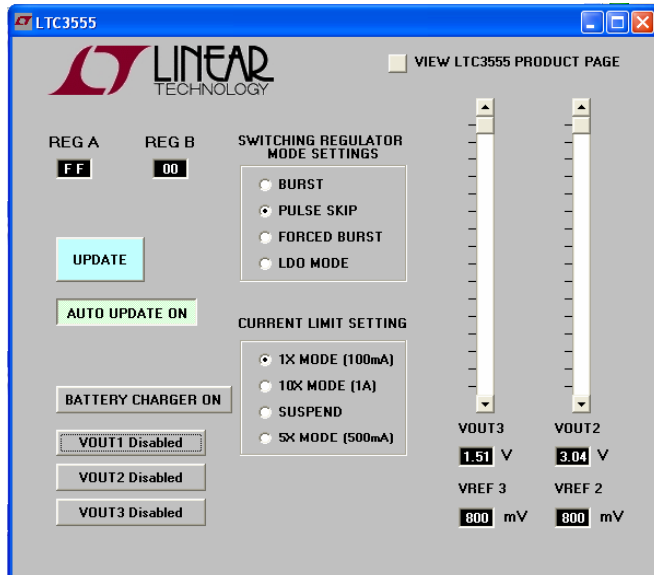 LTC3555
LINEAR
TECHNOLOGY
VIEW LTC3555 PRODUCT PAGE
REG A
REG B
FF
00
SWITCHING REGULATOR
MODE SETTINGS
BURST
PULSE SKIP
FORCED BURST
LDO MODE
UPDATE
AUTO UPDATE ON
CURRENT LIMIT SETTING
1X MODE (100mA)
10X MODE (1A)
SUSPEND
5X MODE (500mA)
BATTERY CHARGER ON
VOUT1 Disabled
VOUT2 Disabled
VOUT3 Disabled
VOUT3
VOUT2
1.51 V
3.04 V
VREF 3
VREF 2
800 mV
800 mV